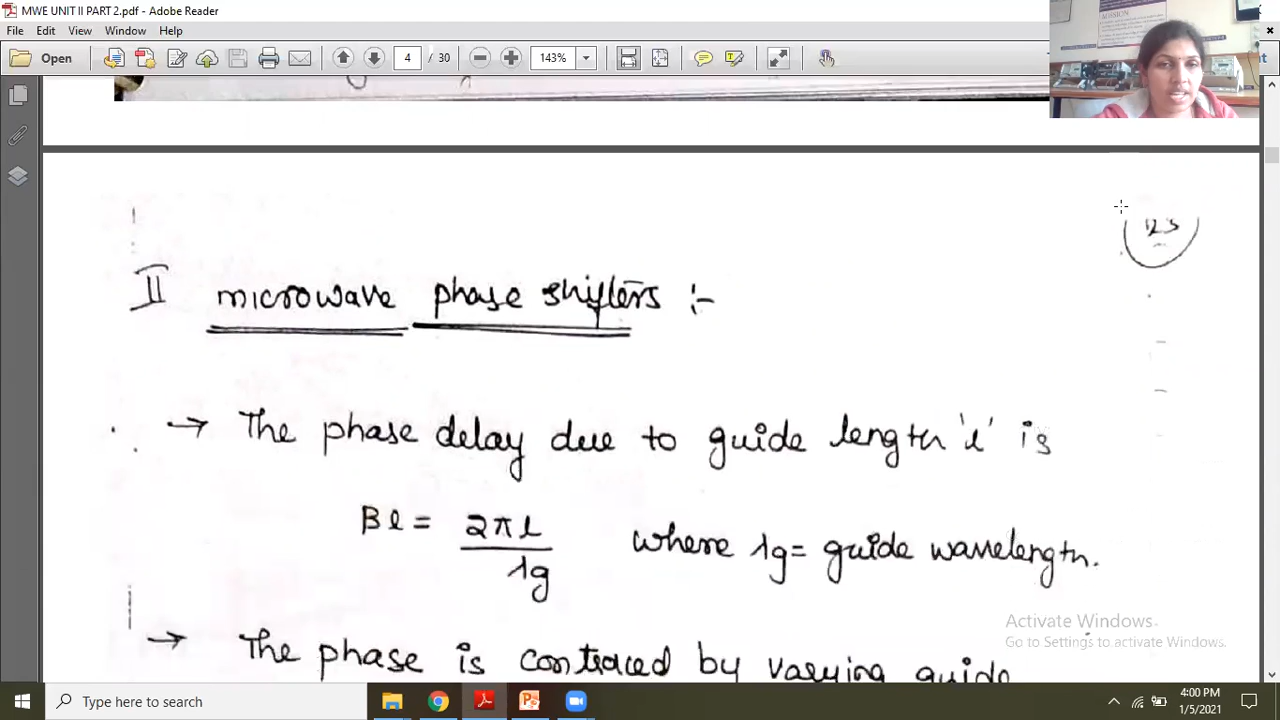 MWE UNIT II PART 2.pdf - Adobe Reader
File Edit View Window Help
Open 4 / 30 143%
MISSION
II microwave phase shifters :-
→ The phase delay due to guide length 'l' is
βl = 2πl / λg where λg = guide wavelength.
→ The phase is controlled by varying guide
Activate Windows
Go to Settings to activate Windows.
Type here to search
4:00 PM
1/5/2021